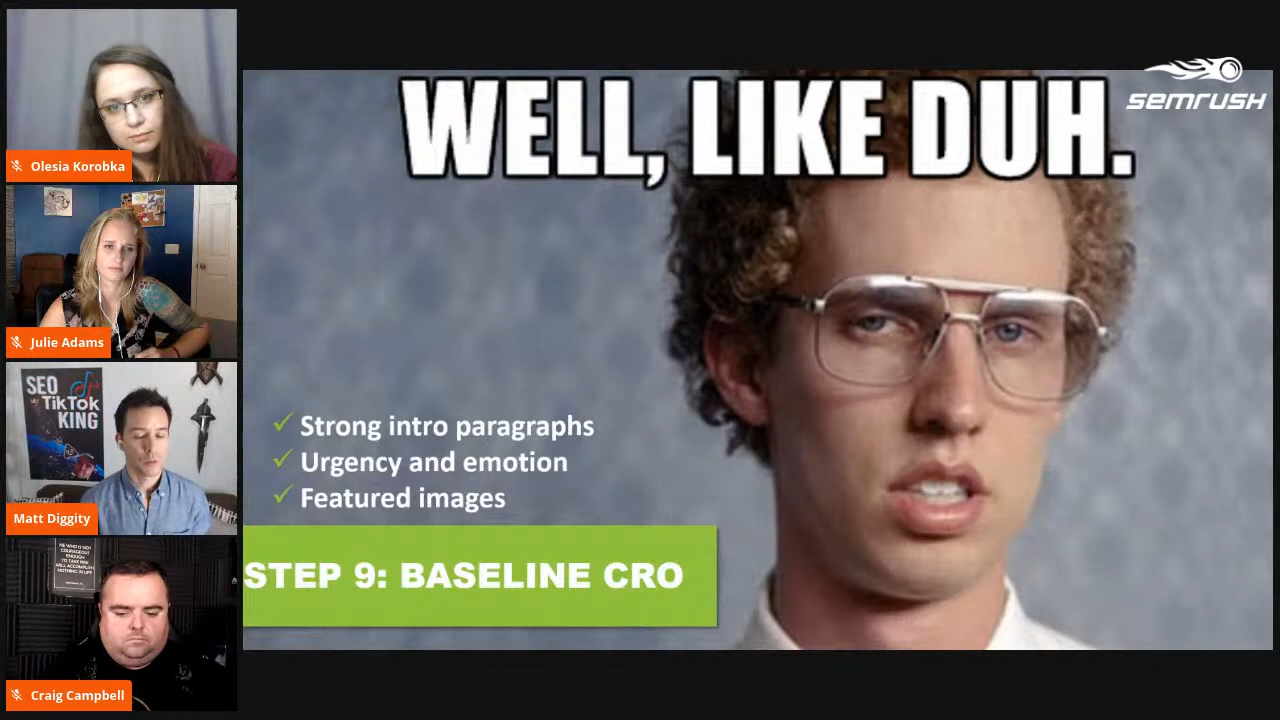 Olesia Korobka
Julie Adams
SEO
TikTok
KING
Matt Diggity
Craig Campbell
WELL, LIKE DUH.
semrush
Strong intro paragraphs
Urgency and emotion
Featured images
STEP 9: BASELINE CRO